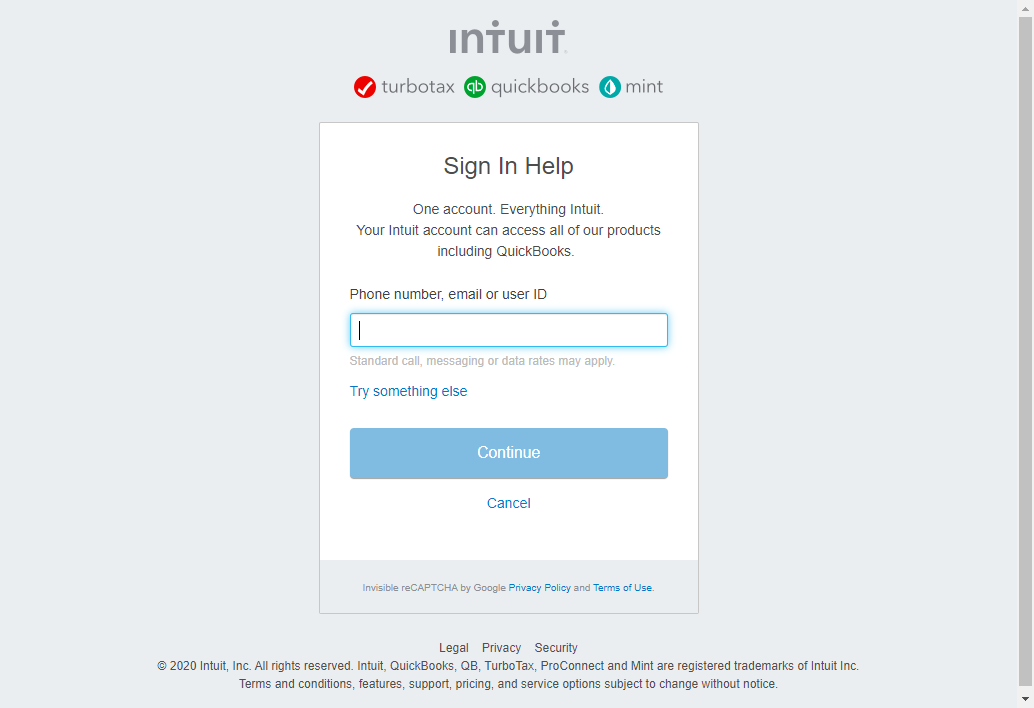 intuit
turbotax qb quickbooks mint
Sign In Help
One account. Everything Intuit.
Your Intuit account can access all of our products
including QuickBooks.
Phone number, email or user ID
Standard call, messaging or data rates may apply.
Try something else
Continue
Cancel
Invisible reCAPTCHA by Google Privacy Policy and Terms of Use.
Legal Privacy Security
© 2020 Intuit, Inc. All rights reserved. Intuit, QuickBooks, QB, TurboTax, ProConnect and Mint are registered trademarks of Intuit Inc.
Terms and conditions, features, support, pricing, and service options subject to change without notice.